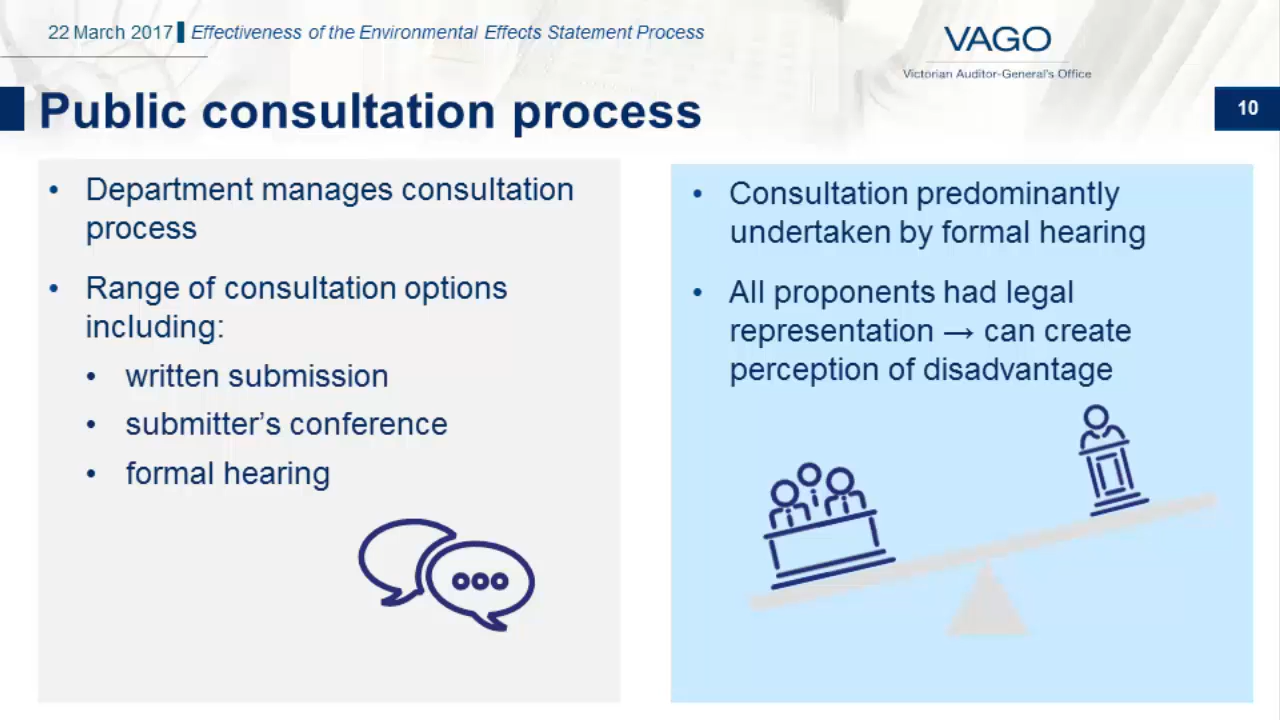 22 March 2017 Effectiveness of the Environmental Effects Statement Process
VAGO
Victorian Auditor-General's Office
Public consultation process
10
• Department manages consultation
process
• Range of consultation options
including:
• written submission
• submitter’s conference
• formal hearing
• Consultation predominantly
undertaken by formal hearing
• All proponents had legal
representation → can create
perception of disadvantage